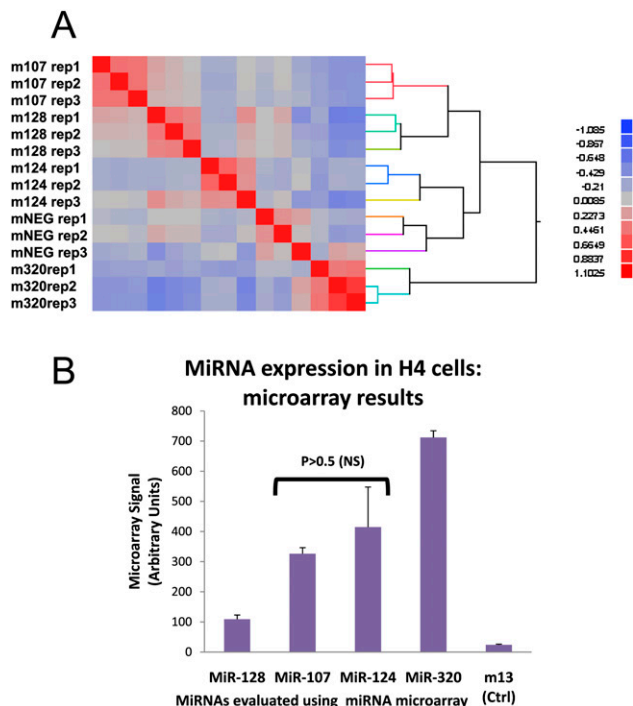 A
m107 rep1
m107 rep2
m107 rep3
m128 rep1
m128 rep2
m128 rep3
m124 rep1
m124 rep2
m124 rep3
mNEG rep1
mNEG rep2
mNEG rep3
m320rep1
m320rep2
m320rep3
-1.085
-0.867
-0.648
-0.429
-0.21
0.0085
0.2273
0.4461
0.6649
0.8837
1.1025
B
MiRNA expression in H4 cells:
microarray results
Microarray Signal
(Arbitrary Units)
800
700
600
500
400
300
200
100
0
P>0.5 (NS)
MiR-128 MiR-107 MiR-124 MiR-320 m13
(Ctrl)
MiRNAs evaluated using miRNA microarray